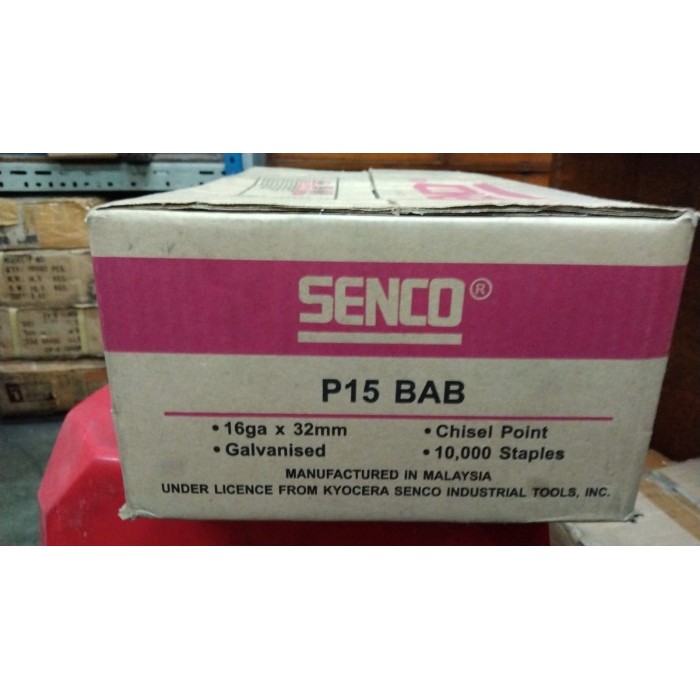 SENCO®
P15 BAB
• 16ga x 32mm • Chisel Point
• Galvanised • 10,000 Staples
MANUFACTURED IN MALAYSIA
UNDER LICENCE FROM KYOCERA SENCO INDUSTRIAL TOOLS, INC.